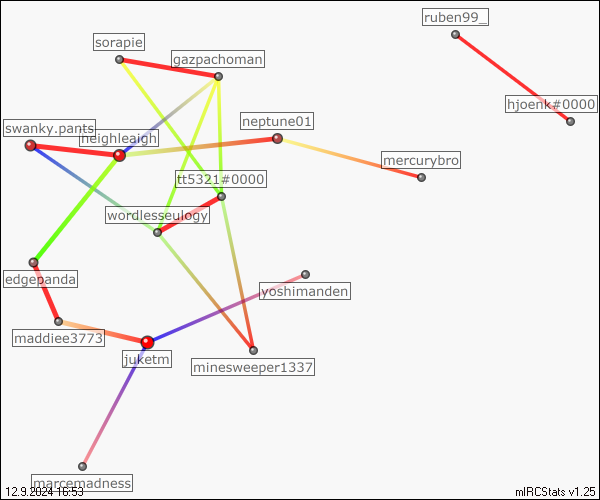 ruben99_
sorapie
gazpachoman
hjoenk#0000
neptune01
swanky.pants
neighleaigh
mercurybro
tt5321#0000
wordlesseulogy
edgepanda
yoshimanden
maddiee3773
juketm
minesweeper1337
marcemadness
12.9.2024 16:53
mIRCStats v1.25